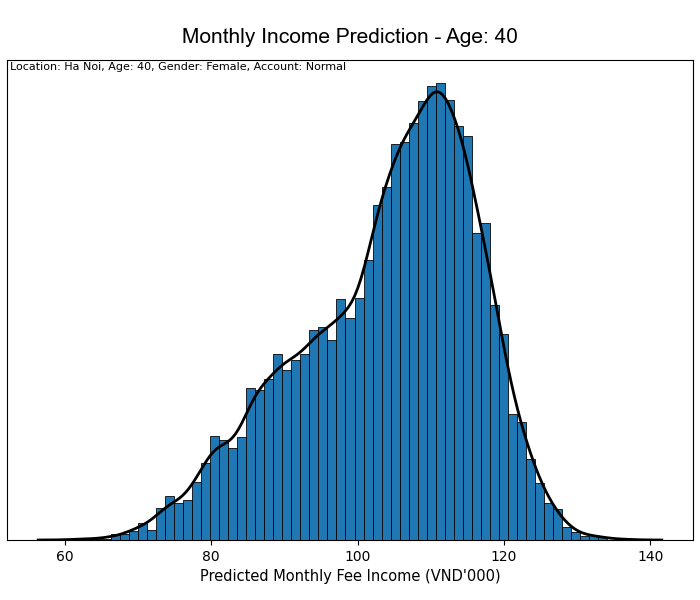 Monthly Income Prediction - Age: 40
Location: Ha Noi, Age: 40, Gender: Female, Account: Normal
60 80 100 120 140
Predicted Monthly Fee Income (VND'000)